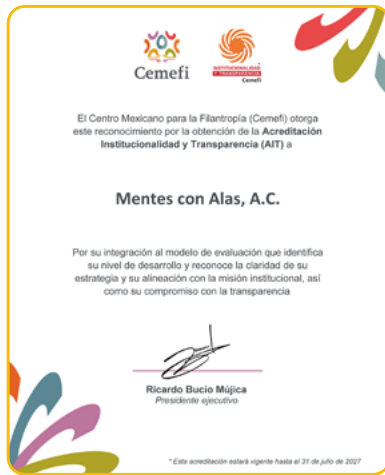 Cemefi
INSTITUCIONALIDAD
Y TRANSPARENCIA
Cemefi
El Centro Mexicano para la Filantropía (Cemefi) otorga
este reconocimiento por la obtención de la Acreditación
Institucionalidad y Transparencia (AIT) a
Mentes con Alas, A.C.
Por su integración al modelo de evaluación que identifica
su nivel de desarrollo y reconoce la claridad de su
estrategia y su alineación con la misión institucional, así
como su compromiso con la transparencia
Ricardo Bucio Mújica
Presidente ejecutivo
* Esta acreditación estará vigente hasta el 31 de julio de 2027